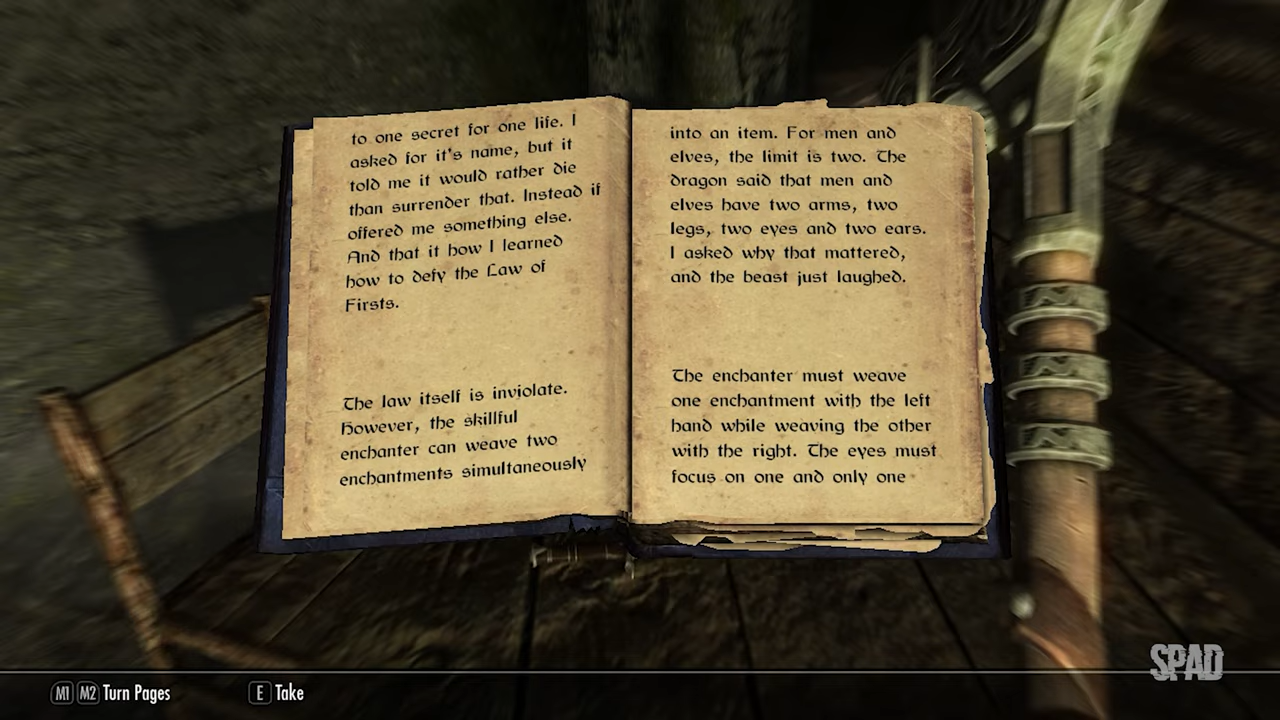 to one secret for one life. I
asked for it's name, but it
told me it would rather die
than surrender that. Instead if
offered me something else.
And that it how I learned
how to defy the Law of
Firsts.
The law itself is inviolate.
However, the skillful
enchanter can weave two
enchantments simultaneously
into an item. For men and
elves, the limit is two. The
dragon said that men and
elves have two arms, two
legs, two eyes and two ears.
I asked why that mattered,
and the beast just laughed.
The enchanter must weave
one enchantment with the left
hand while weaving the other
with the right. The eyes must
focus on one and only one
M1 M2 Turn Pages
E Take
SPAD